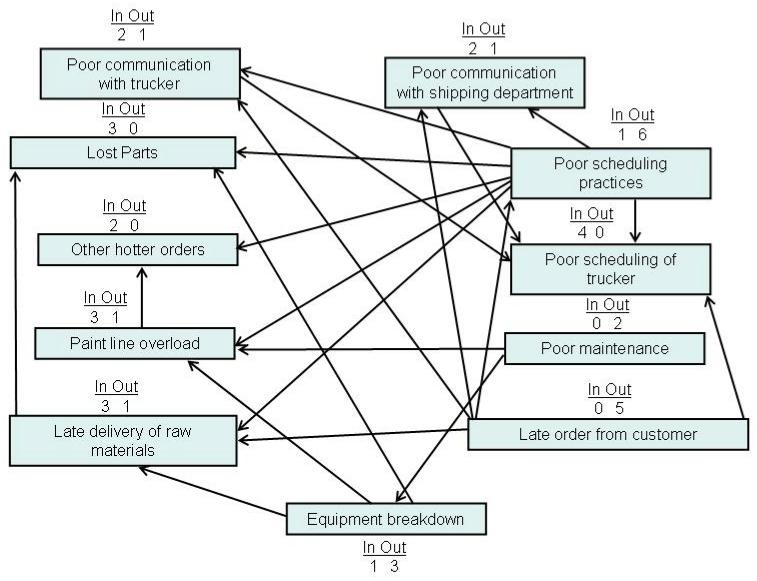 In Out
2 1
Poor communication
with trucker
In Out
2 1
Poor communication
with shipping department
In Out
3 0
Lost Parts
In Out
1 6
Poor scheduling
practices
In Out
2 0
Other hotter orders
In Out
4 0
Poor scheduling of
trucker
In Out
3 1
Paint line overload
In Out
0 2
Poor maintenance
In Out
3 1
Late delivery of raw
materials
In Out
0 5
Late order from customer
Equipment breakdown
In Out
1 3